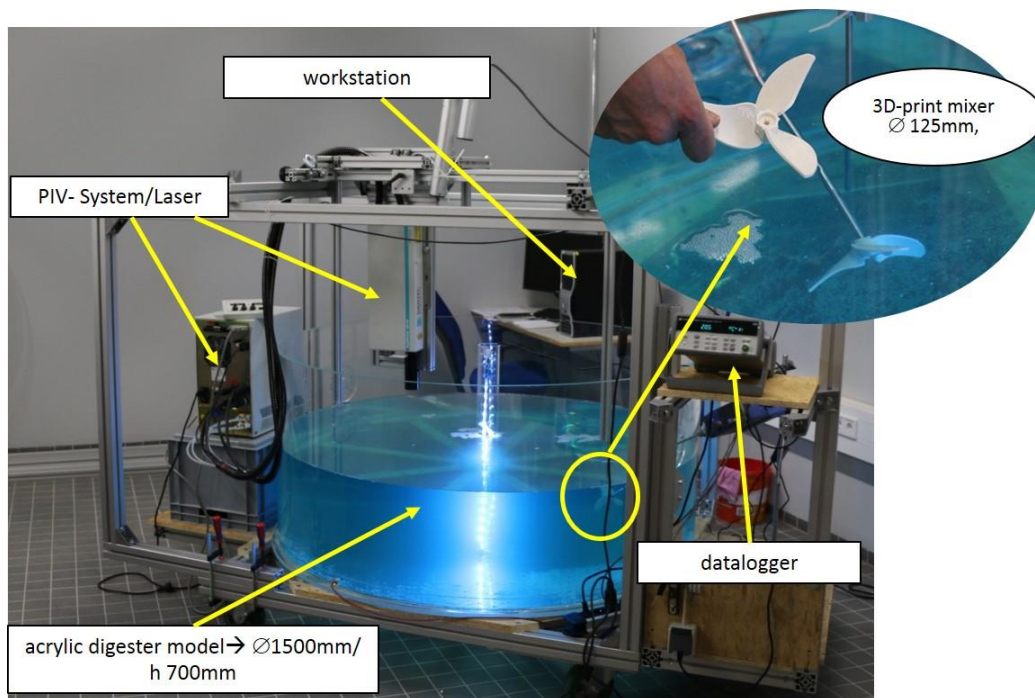 workstation
3D-print mixer
∅ 125mm,
PIV- System/Laser
datalogger
acrylic digester model→ ∅1500mm/
h 700mm